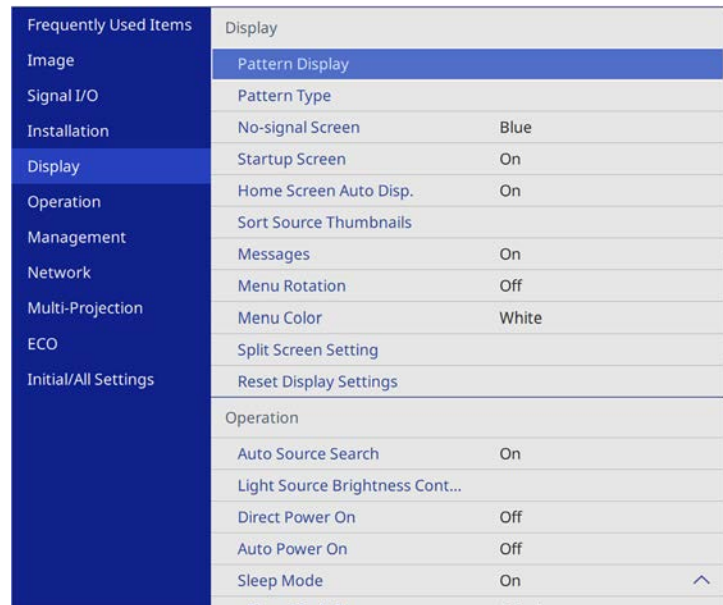 Frequently Used Items
Image
Signal I/O
Installation
Display
Operation
Management
Network
Multi-Projection
ECO
Initial/All Settings
Display
Pattern Display
Pattern Type
No-signal Screen Blue
Startup Screen On
Home Screen Auto Disp. On
Sort Source Thumbnails
Messages On
Menu Rotation Off
Menu Color White
Split Screen Setting
Reset Display Settings
Operation
Auto Source Search On
Light Source Brightness Cont...
Direct Power On Off
Auto Power On Off
Sleep Mode On